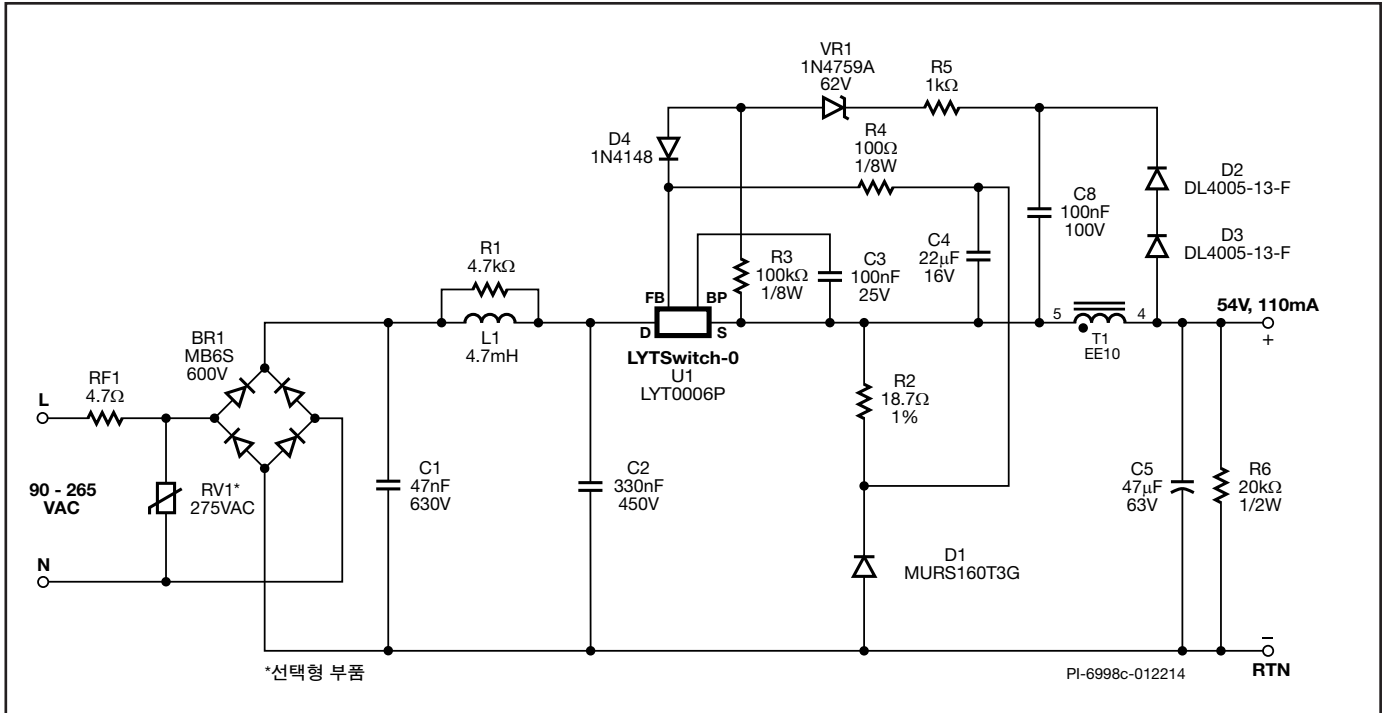 VR1
1N4759A
62V
R5
1kΩ
D4
1N4148
R4
100Ω
1/8W
D2
DL4005-13-F
C8
100nF
100V
D3
DL4005-13-F
R1
4.7kΩ
R3
100kΩ
1/8W
C3
100nF
25V
C4
22µF
16V
FB
BP
D
S
L1
4.7mH
LYTSwitch-0
U1
LYT0006P
5
4
T1
EE10
54V, 110mA
+
BR1
MB6S
600V
RF1
4.7Ω
L
R2
18.7Ω
1%
90 - 265
VAC
RV1*
275VAC
C1
47nF
630V
C2
330nF
450V
C5
47µF
63V
R6
20kΩ
1/2W
N
D1
MURS160T3G
–
RTN
*선택형 부품
PI-6998c-012214